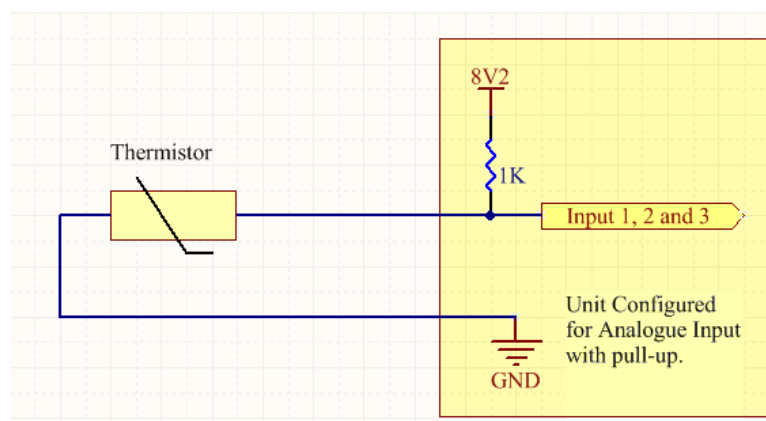 8V2
Thermistor
1K
Input 1, 2 and 3
Unit Configured
for Analogue Input
with pull-up.
GND